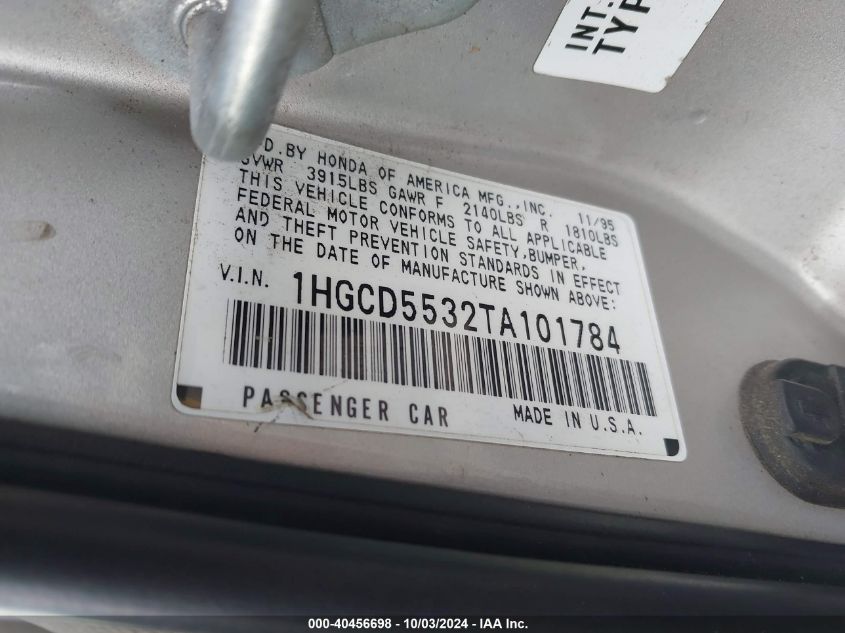 INT.
TYP
D.BY HONDA OF AMERICA MFG.,INC. 11/95
GVWR 3915LBS GAWR F 2140LBS R 1810LBS
THIS VEHICLE CONFORMS TO ALL APPLICABLE
FEDERAL MOTOR VEHICLE SAFETY,BUMPER,
AND THEFT PREVENTION STANDARDS IN EFFECT
ON THE DATE OF MANUFACTURE SHOWN ABOVE:
V.I.N. 1HGCD5532TA101784
PASSENGER CAR MADE IN U.S.A.
000-40456698 - 10/03/2024 - IAA Inc.